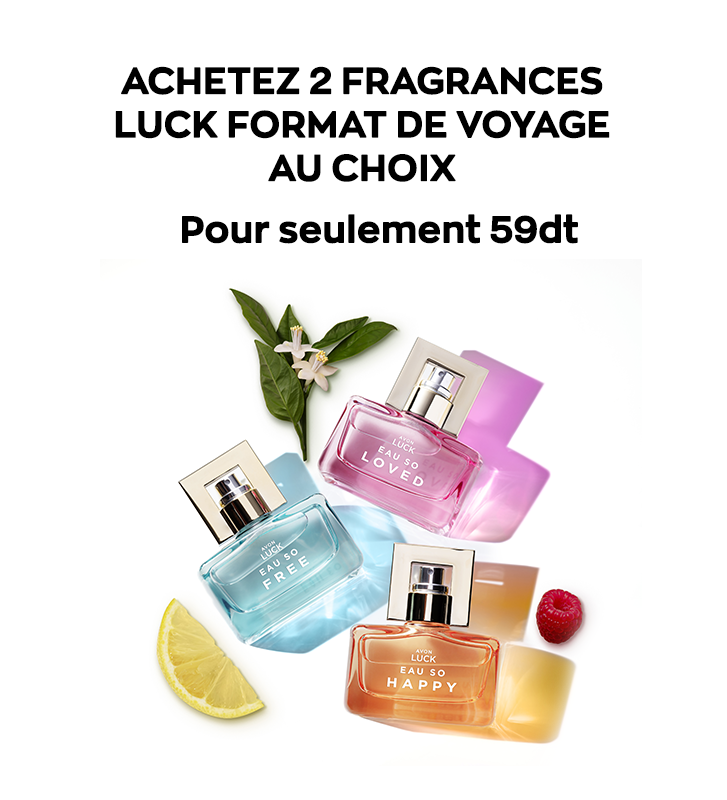 ACHETEZ 2 FRAGRANCES
LUCK FORMAT DE VOYAGE
AU CHOIX
Pour seulement 59dt
AVON
LUCK
EAU SO
LOVED
AVON
LUCK
EAU SO
FREE
AVON
LUCK
EAU SO
HAPPY